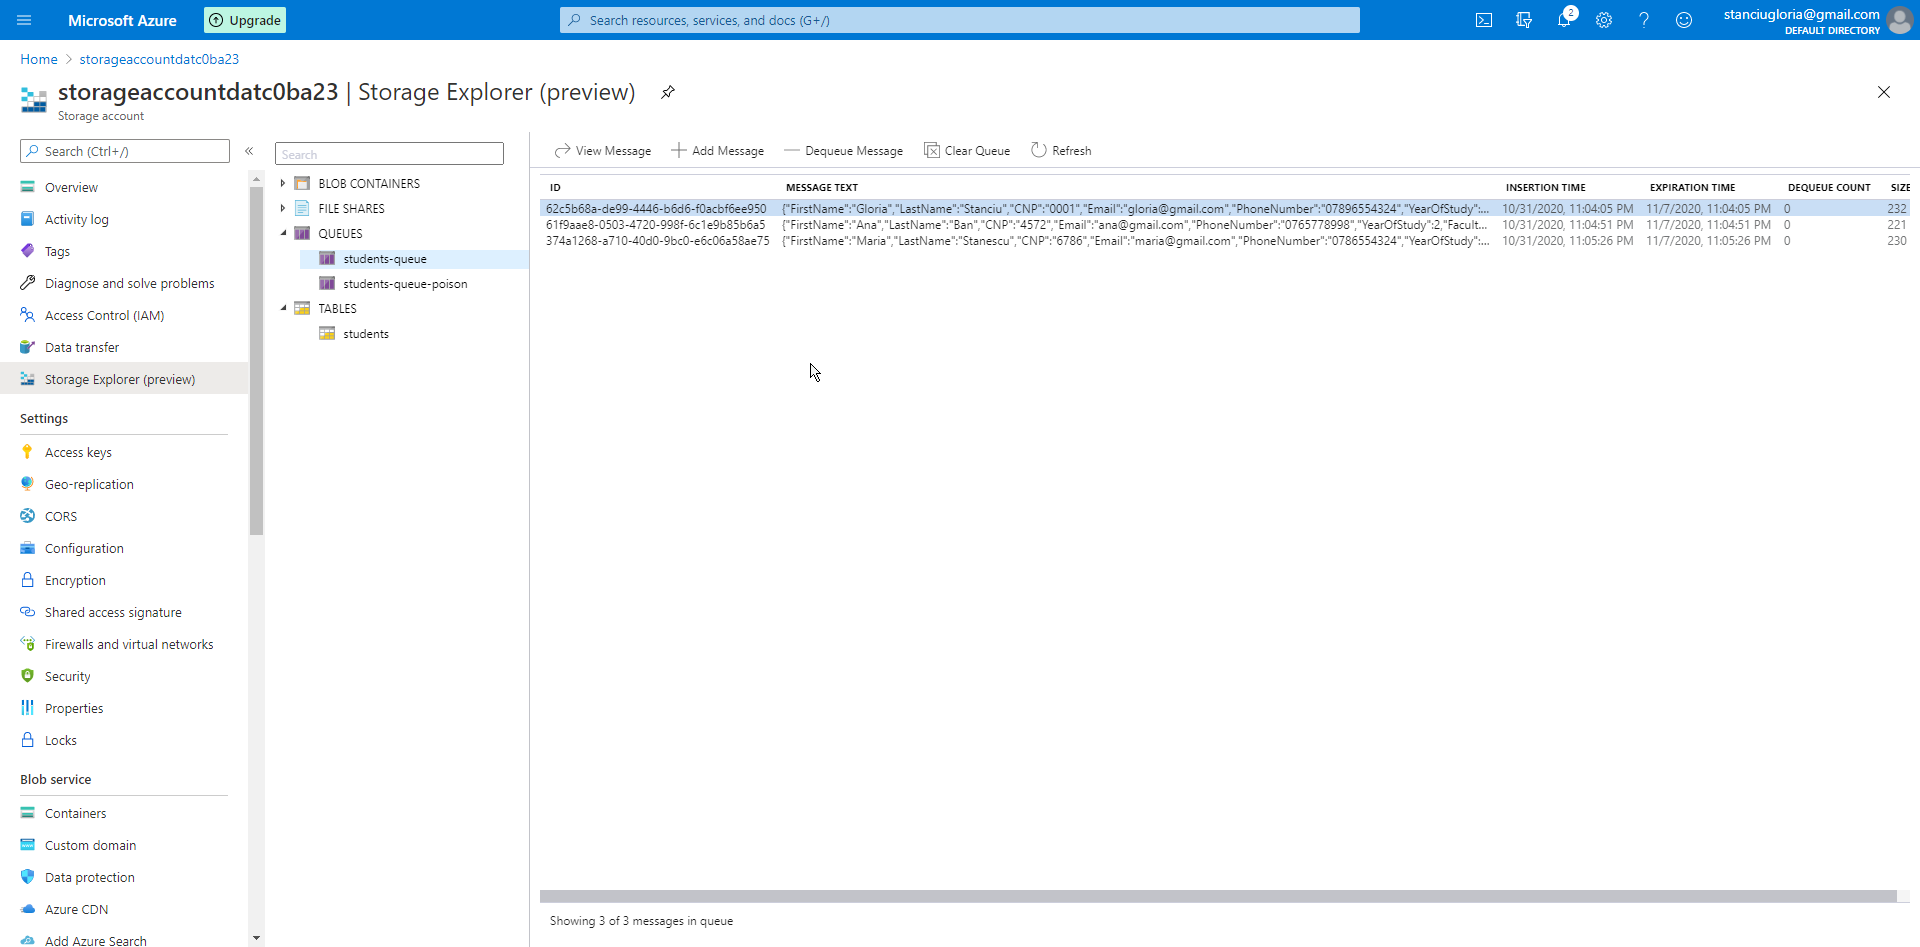 Microsoft Azure
Upgrade
Search resources, services, and docs (G+/)
2
stanciugloria@gmail.com
DEFAULT DIRECTORY
Home
storageaccountdatc0ba23
storageaccountdatc0ba23 | Storage Explorer (preview)
Storage account
Search (Ctrl+/)
«
Overview
Activity log
Tags
Diagnose and solve problems
Access Control (IAM)
Data transfer
Storage Explorer (preview)
Settings
Access keys
Geo-replication
CORS
Configuration
Encryption
Shared access signature
Firewalls and virtual networks
Security
Properties
Locks
Blob service
Containers
Custom domain
Data protection
Azure CDN
Add Azure Search
Search
BLOB CONTAINERS
FILE SHARES
QUEUES
students-queue
students-queue-poison
TABLES
students
View Message Add Message Dequeue Message Clear Queue Refresh
ID MESSAGE TEXT INSERTION TIME EXPIRATION TIME DEQUEUE COUNT SIZE
62c5b68a-de99-4446-b6d6-f0acbf6ee950 {"FirstName":"Gloria","LastName":"Stanciu","CNP":"0001","Email":"gloria@gmail.com","PhoneNumber":"07896554324","YearOfStudy":... 10/31/2020, 11:04:05 PM 11/7/2020, 11:04:05 PM 0 232
61f9aae8-0503-4720-998f-6c1e9b85b6a5 {"FirstName":"Ana","LastName":"Ban","CNP":"4572","Email":"ana@gmail.com","PhoneNumber":"0765778998","YearOfStudy":2,"Facult... 10/31/2020, 11:04:51 PM 11/7/2020, 11:04:51 PM 0 221
374a1268-a710-40d0-9bc0-e6c06a58ae75 {"FirstName":"Maria","LastName":"Stanescu","CNP":"6786","Email":"maria@gmail.com","PhoneNumber":"0786554324","YearOfStudy":... 10/31/2020, 11:05:26 PM 11/7/2020, 11:05:26 PM 0 230
Showing 3 of 3 messages in queue